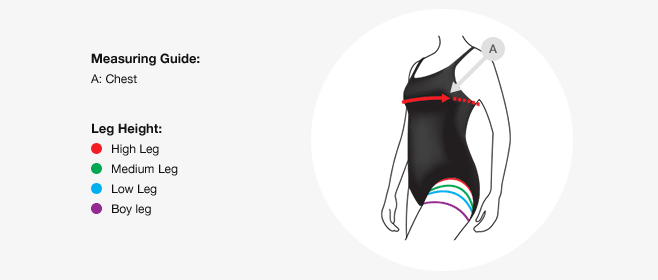 Measuring Guide:
A: Chest
Leg Height:
High Leg
Medium Leg
Low Leg
Boy leg
A